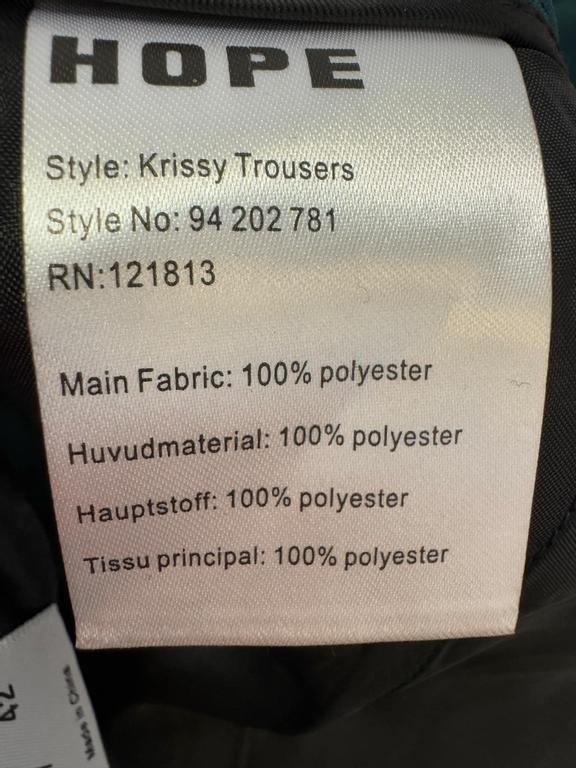 HOPE
Style: Krissy Trousers
Style No: 94 202 781
RN:121813
Main Fabric: 100% polyester
Huvudmaterial: 100% polyester
Hauptstoff: 100% polyester
Tissu principal: 100% polyester
Made in China